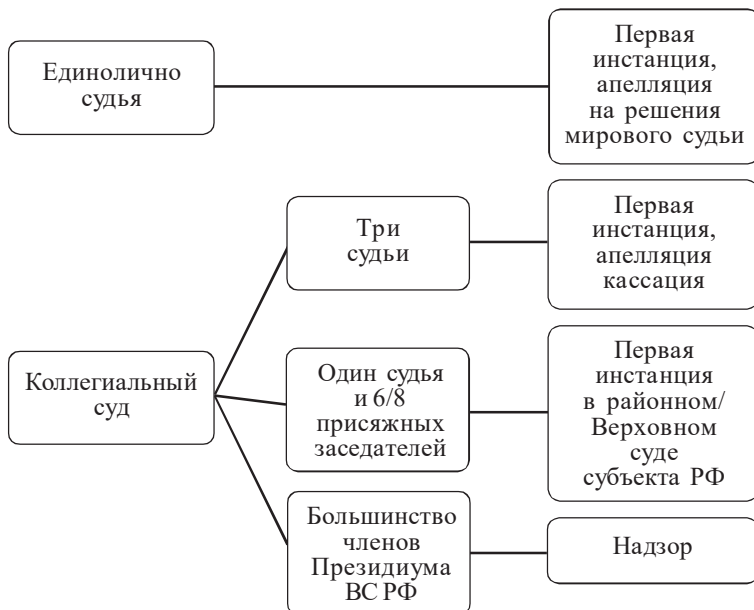 Единолично
судья
Первая
инстанция,
апелляция
на решения
мирового судьи
Три
судьи
Первая
инстанция,
апелляция
кассация
Коллегиальный
суд
Один судья
и 6/8
присяжных
заседателей
Первая
инстанция
в районном/
Верховном
суде
субъекта РФ
Большинство
членов
Президиума
ВС РФ
Надзор